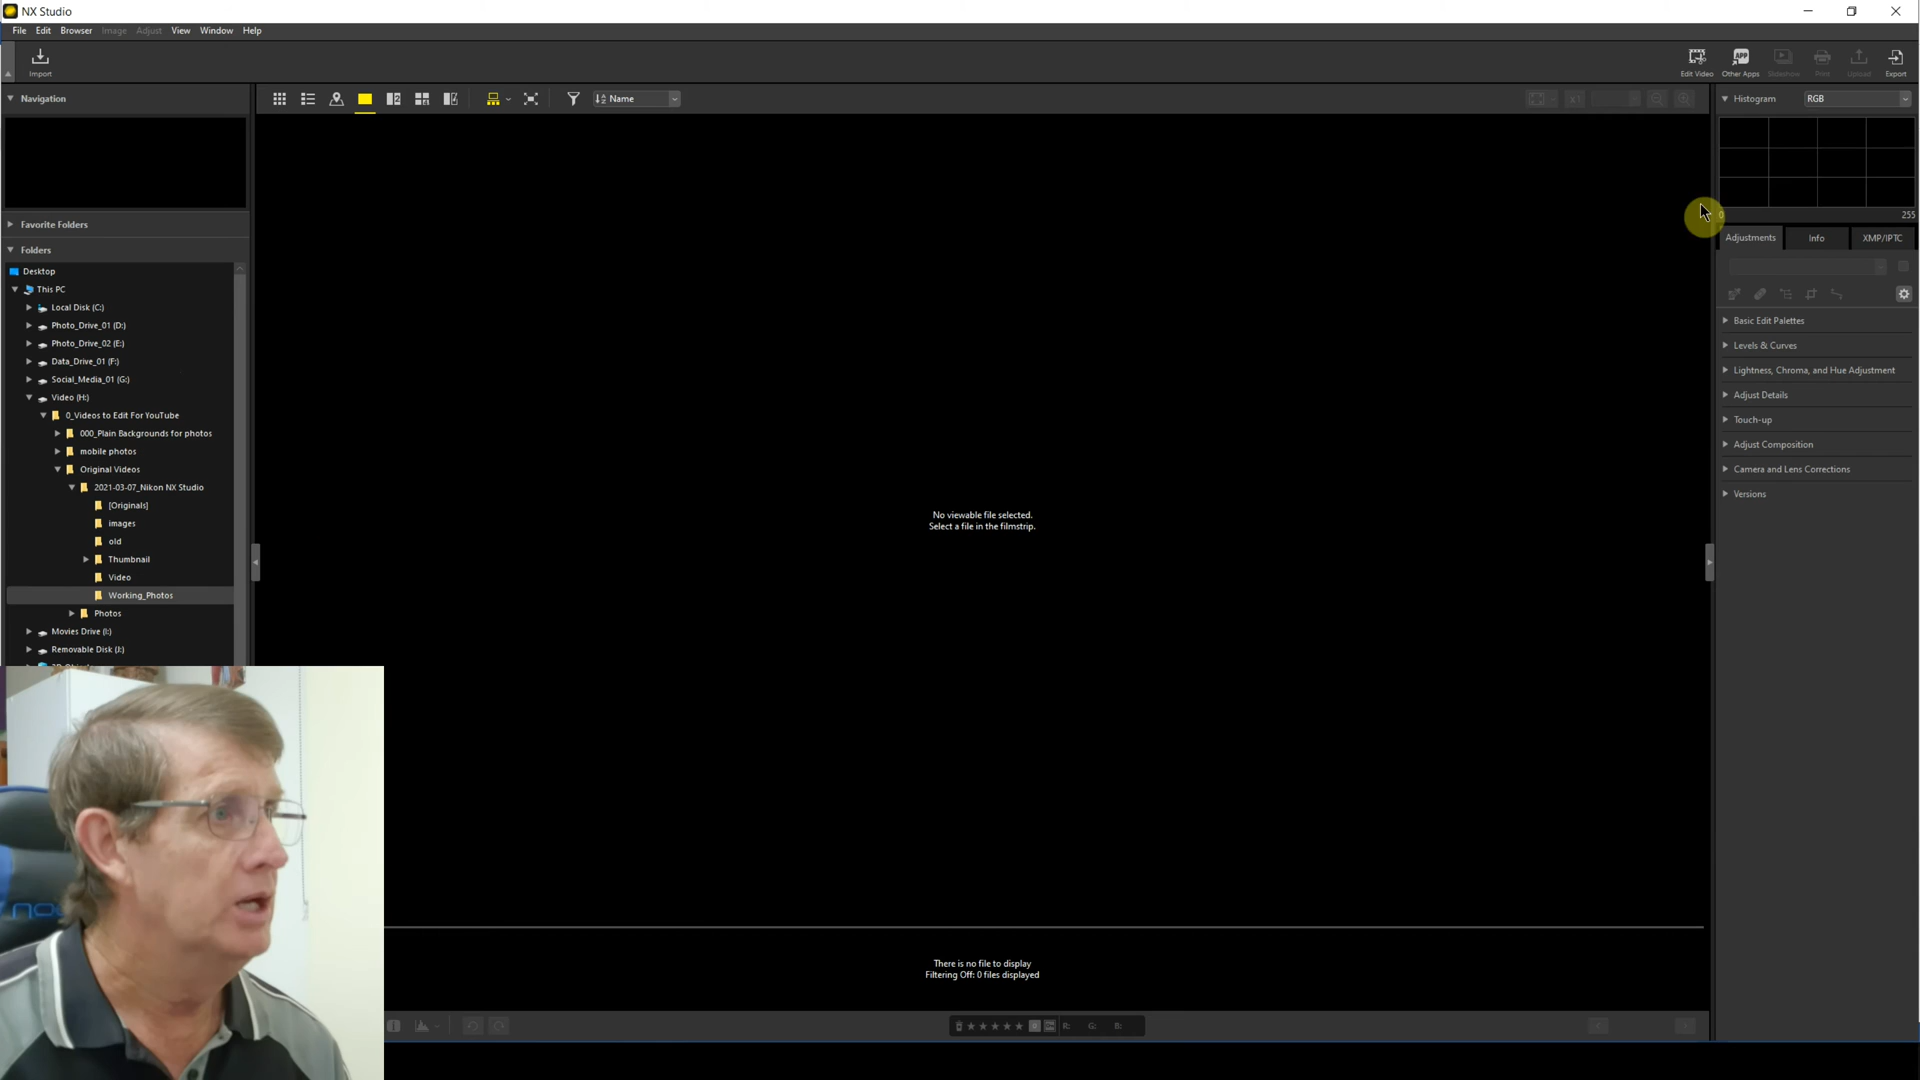 NX Studio
File Edit Browser Image Adjust View Window Help
Import
Edit Video Other Apps Slideshow Print Upload Export
Navigation
Name
Histogram RGB
0 255
Favorite Folders
Folders
Adjustments Info XMP/IPTC
Desktop
This PC
Local Disk (C:)
Photo_Drive_01 (D:)
Photo_Drive_02 (E:)
Data_Drive_01 (F:)
Social_Media_01 (G:)
Video (H:)
0_Videos to Edit For YouTube
000_Plain Backgrounds for photos
mobile photos
Original Videos
2021-03-07_Nikon NX Studio
[Originals]
images
old
Thumbnail
Video
Working_Photos
Photos
Movies Drive (I:)
Removable Disk (J:)
Basic Edit Palettes
Levels & Curves
Lightness, Chroma, and Hue Adjustment
Adjust Details
Touch-up
Adjust Composition
Camera and Lens Corrections
Versions
No viewable file selected.
Select a file in the filmstrip.
There is no file to display
Filtering Off: 0 files displayed
R: G: B: